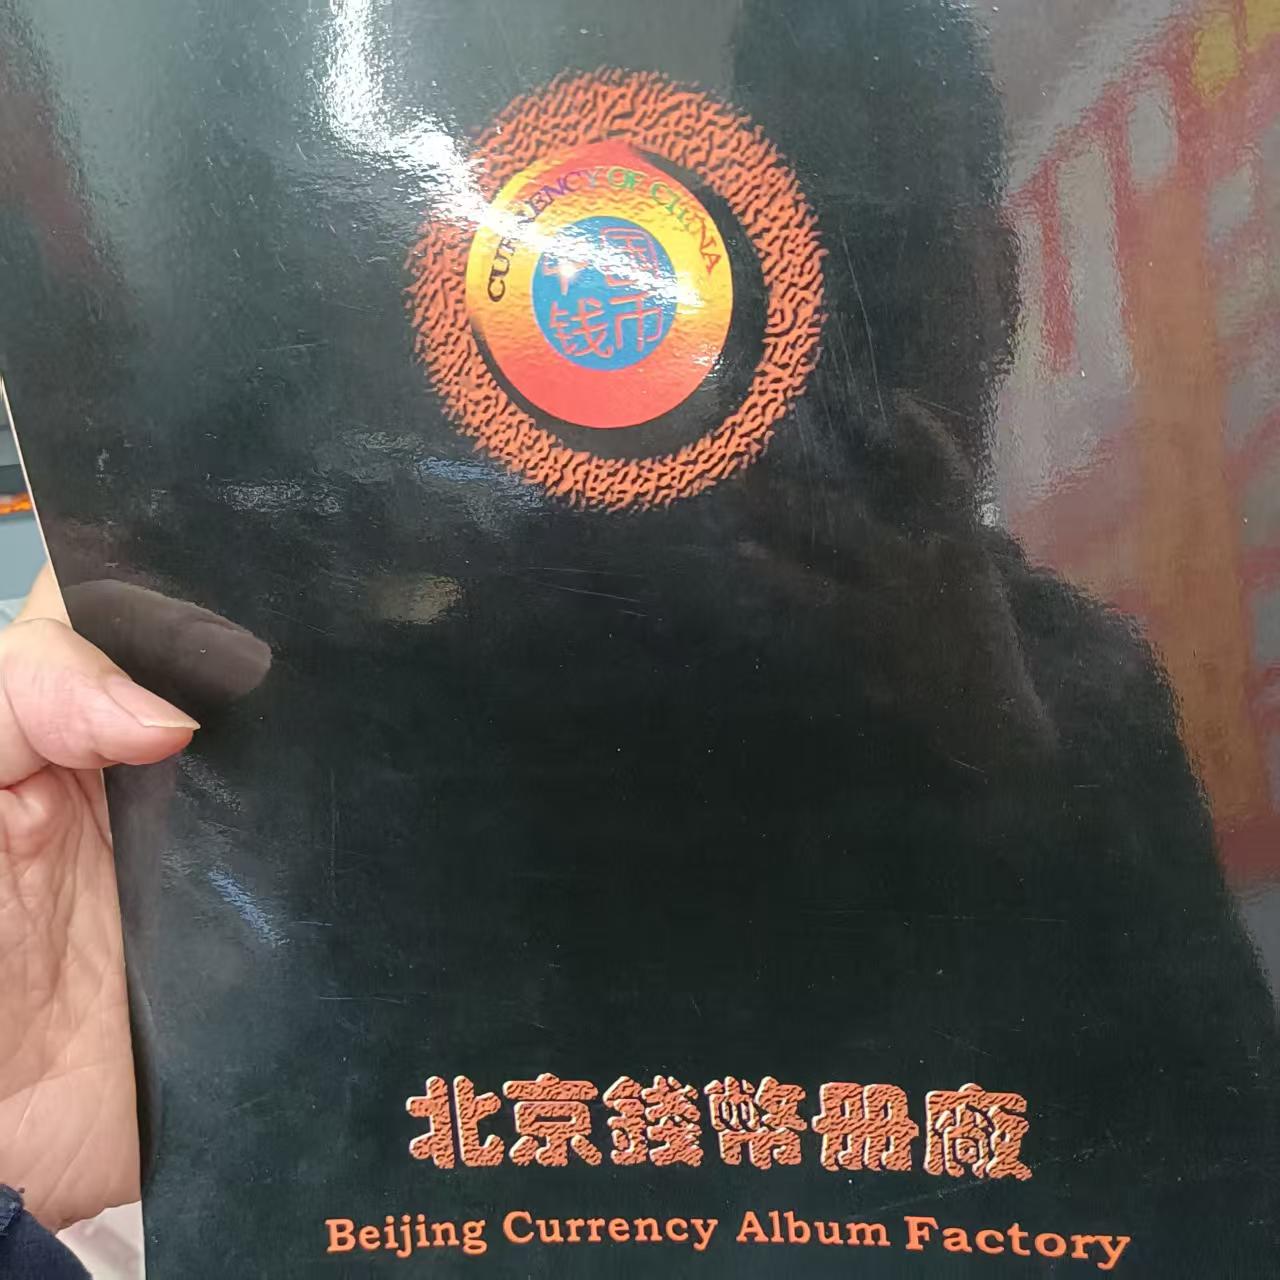 CURRENCY OF CHINA
中国
钱币
北京錢幣冊廠
Beijing Currency Album Factory